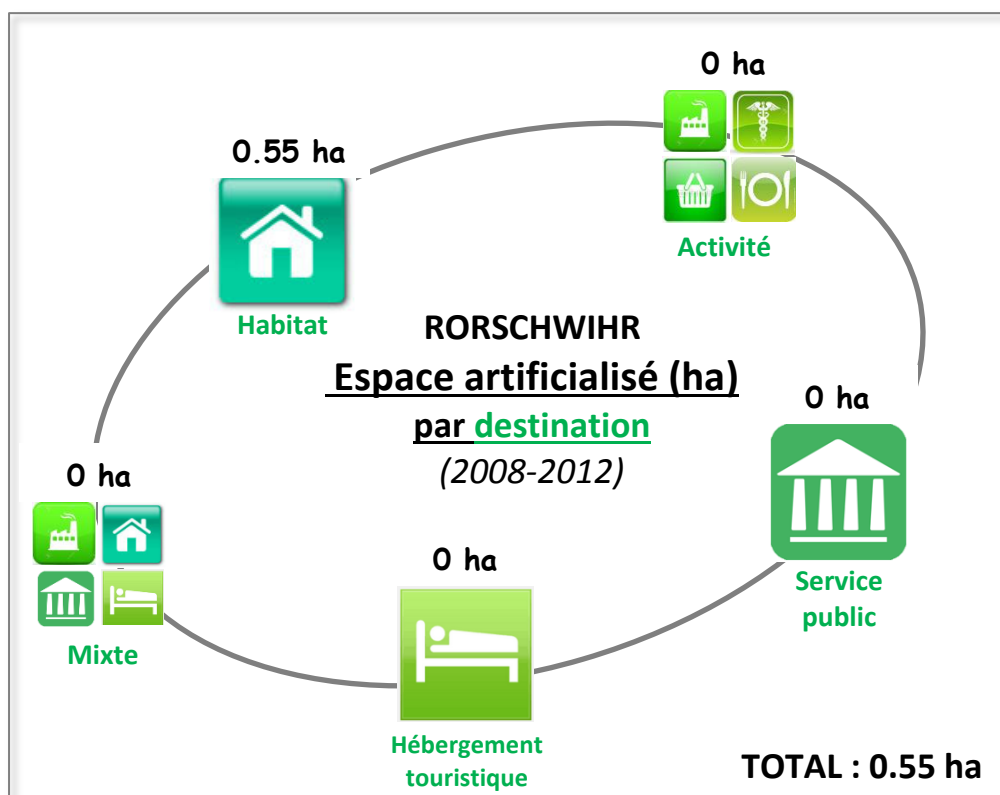 0 ha
Activité
0.55 ha
Habitat
RORSCHWIHR
Espace artificialisé (ha)
par destination
(2008-2012)
0 ha
Service
public
0 ha
Mixte
0 ha
Hébergement
touristique
TOTAL : 0.55 ha